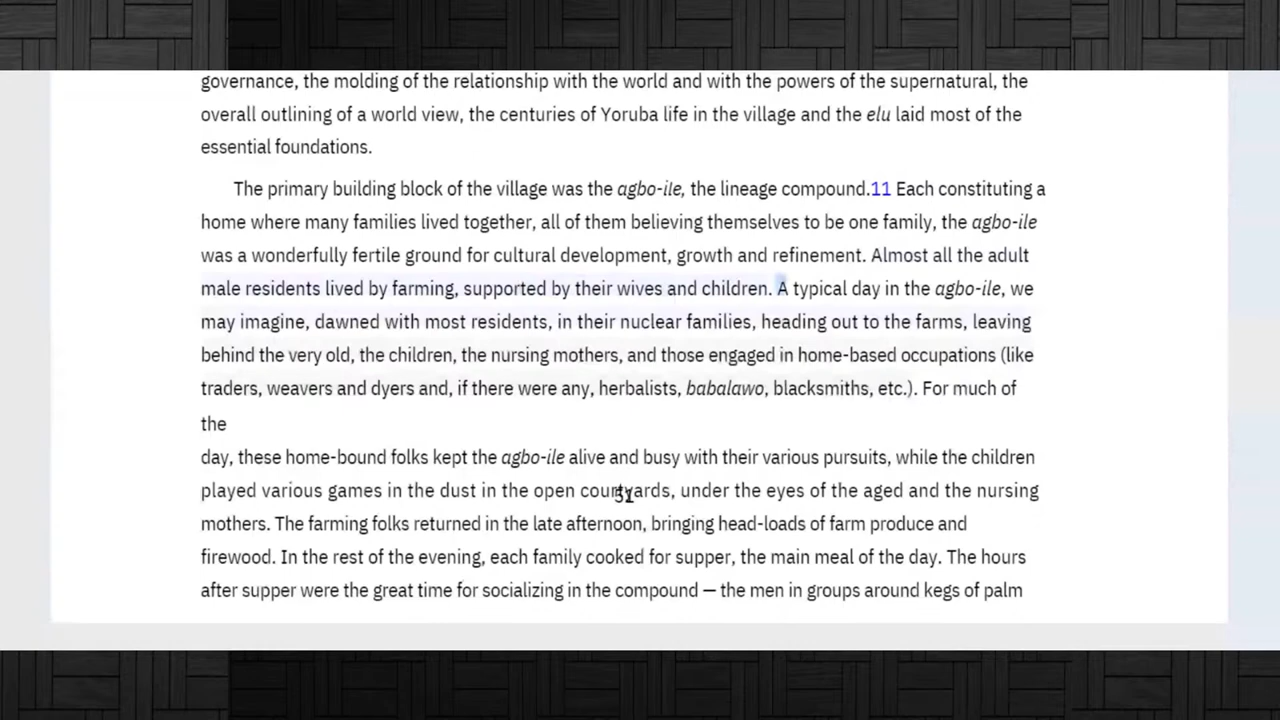 governance, the molding of the relationship with the world and with the powers of the supernatural, the
overall outlining of a world view, the centuries of Yoruba life in the village and the elu laid most of the
essential foundations.
The primary building block of the village was the agbo-ile, the lineage compound.11 Each constituting a
home where many families lived together, all of them believing themselves to be one family, the agbo-ile
was a wonderfully fertile ground for cultural development, growth and refinement. Almost all the adult
male residents lived by farming, supported by their wives and children. A typical day in the agbo-ile, we
may imagine, dawned with most residents, in their nuclear families, heading out to the farms, leaving
behind the very old, the children, the nursing mothers, and those engaged in home-based occupations (like
traders, weavers and dyers and, if there were any, herbalists, babalawo, blacksmiths, etc.). For much of
the
day, these home-bound folks kept the agbo-ile alive and busy with their various pursuits, while the children
played various games in the dust in the open courtyards, under the eyes of the aged and the nursing
mothers. The farming folks returned in the late afternoon, bringing head-loads of farm produce and
firewood. In the rest of the evening, each family cooked for supper, the main meal of the day. The hours
after supper were the great time for socializing in the compound — the men in groups around kegs of palm